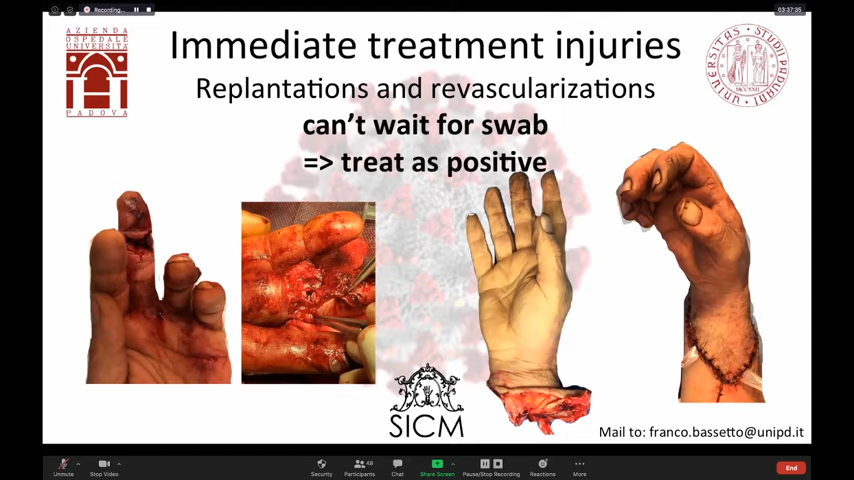 Recording...
03:37:35
AZIENDA
OSPEDALE
UNIVERSITÀ
PADOVA
Immediate treatment injuries
Replantations and revascularizations
can't wait for swab
=> treat as positive
SICM
Mail to: franco.bassetto@unipd.it
Unmute
Stop Video
Security
Participants
48
Chat
Share Screen
Pause/Stop Recording
Reactions
More
End